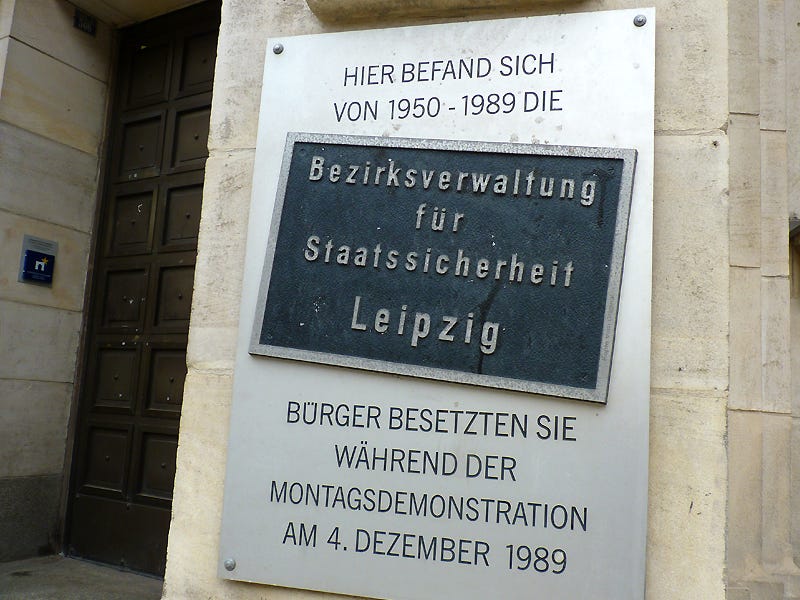 HIER BEFAND SICH
VON 1950 - 1989 DIE
Bezirksverwaltung
für
Staatssicherheit
Leipzig
BÜRGER BESETZTEN SIE
WÄHREND DER
MONTAGSDEMONSTRATION
AM 4. DEZEMBER 1989